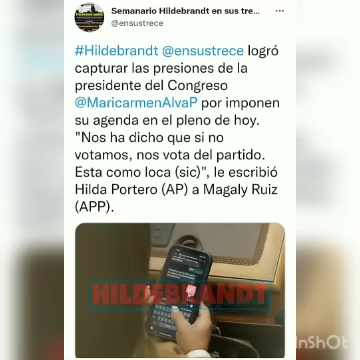 Semanario Hildebrandt en sus tre...
@ensustrece
#Hildebrandt @ensustrece logró
capturar las presiones de la
presidente del Congreso
@MaricarmenAlvaP por imponen
su agenda en el pleno de hoy.
"Nos ha dicho que si no
votamos, nos vota del partido.
Esta como loca (sic)", le escribió
Hilda Portero (AP) a Magaly Ruiz
(APP).
HILDEBRANDT
InShOt